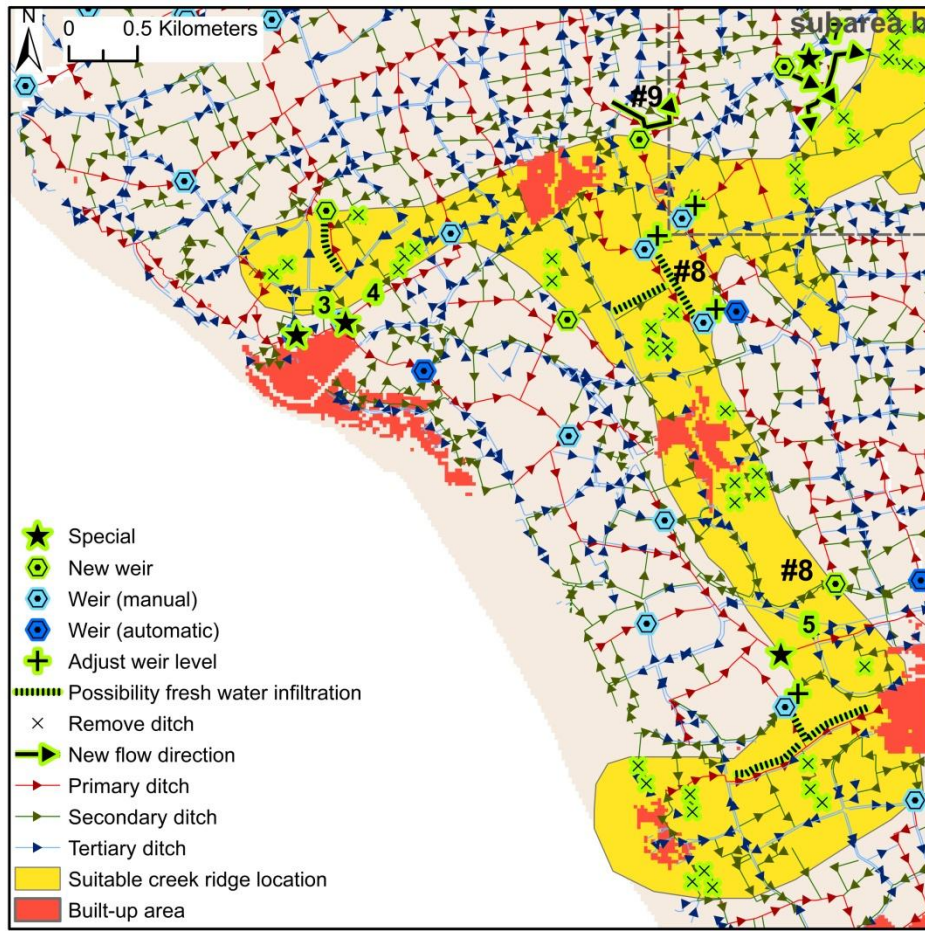 N
0 0.5 Kilometers
subarea b
#9
#8
3 4
#8
5
Special
New weir
Weir (manual)
Weir (automatic)
Adjust weir level
Possibility fresh water infiltration
Remove ditch
New flow direction
Primary ditch
Secondary ditch
Tertiary ditch
Suitable creek ridge location
Built-up area